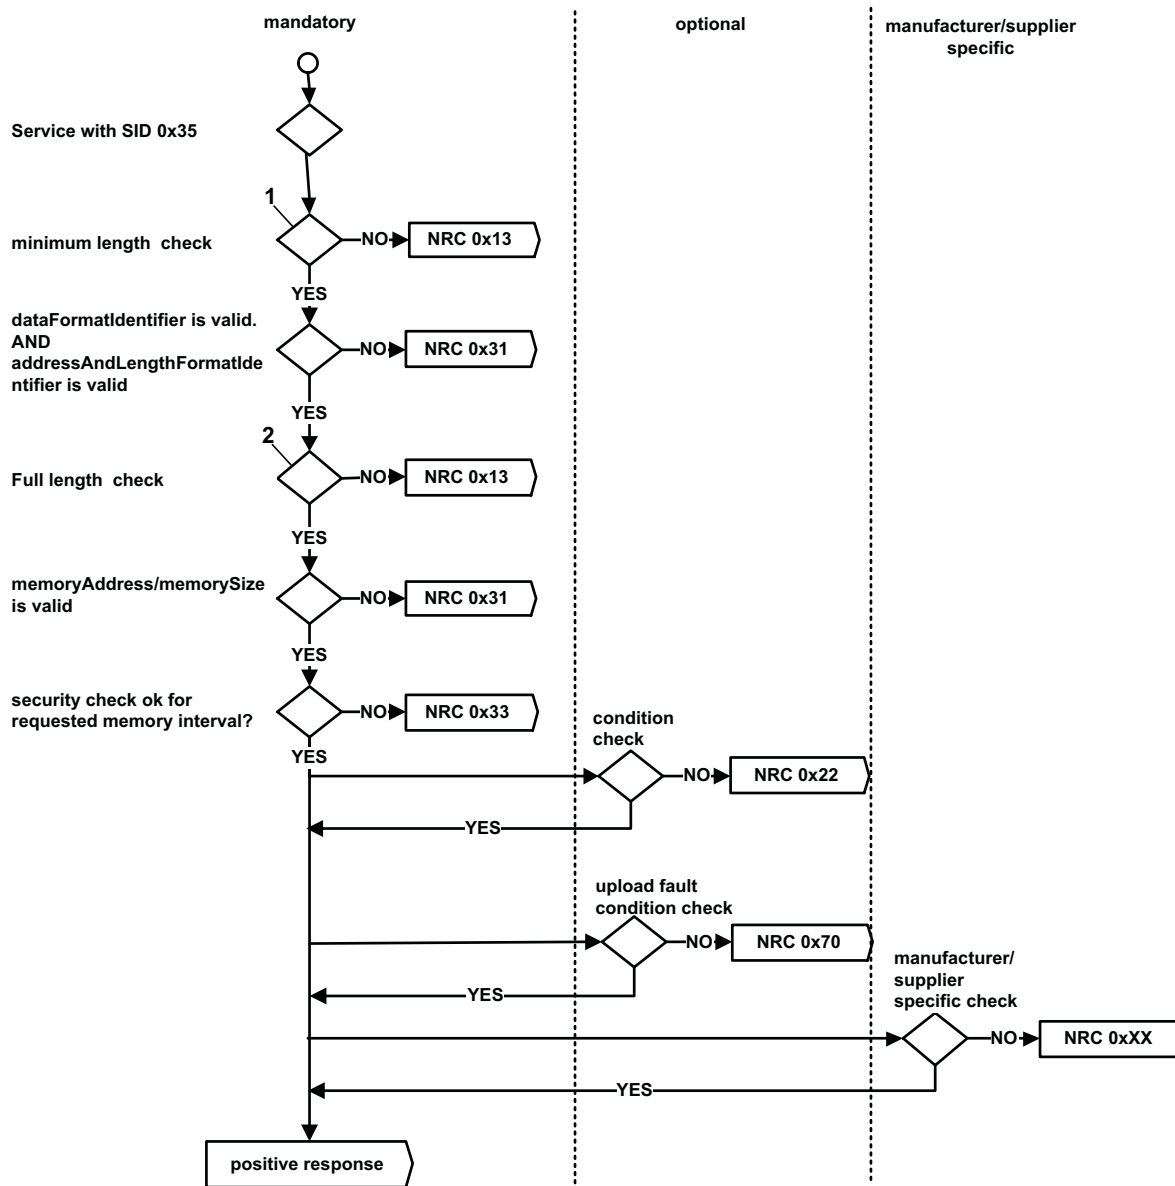 mandatory
optional
manufacturer/supplier
specific
Service with SID 0x35
1
minimum length check
NO
NRC 0x13
YES
dataFormatIdentifier is valid.
AND
addressAndLengthFormatIde
ntifier is valid
NO
NRC 0x31
YES
2
Full length check
NO
NRC 0x13
YES
memoryAddress/memorySize
is valid
NO
NRC 0x31
YES
security check ok for
requested memory interval?
NO
NRC 0x33
YES
condition
check
NO
NRC 0x22
YES
upload fault
condition check
NO
NRC 0x70
YES
manufacturer/
supplier
specific check
NO
NRC 0xXX
YES
positive response